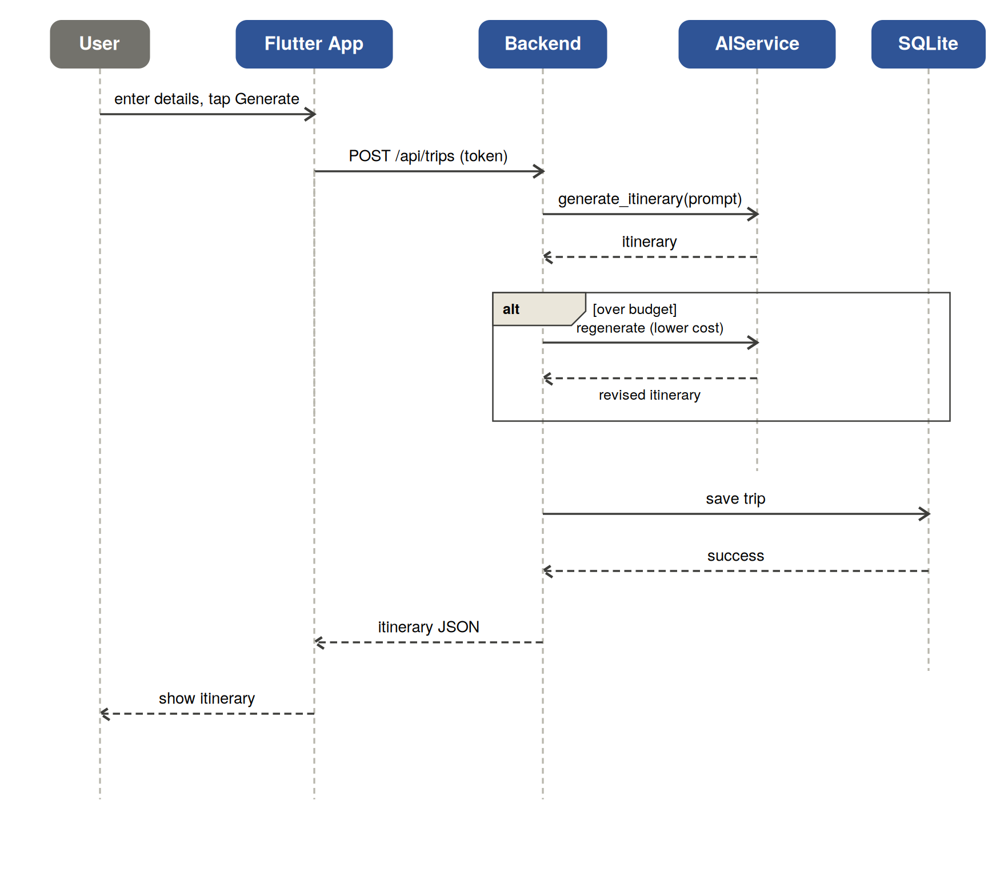 User
Flutter App
Backend
AIService
SQLite
enter details, tap Generate
POST /api/trips (token)
generate_itinerary(prompt)
itinerary
alt
[over budget]
regenerate (lower cost)
revised itinerary
save trip
success
itinerary JSON
show itinerary